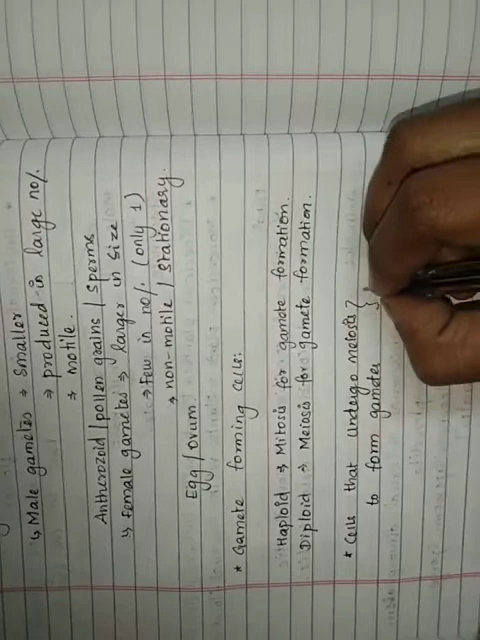 ↳ Male gametes → smaller
→ produced in large no/.
→ motile.
Antherozoid / pollen grains / sperms
↳ Female gametes → larger in size
→ Few in no/. (only 1)
→ non-motile / stationary.
Egg / ovum
* Gamete forming cells:
Haploid → Mitosis for gamete formation.
Diploid → Meiosis for gamete formation.
* Cells that undergo meiosis }
to form gametes